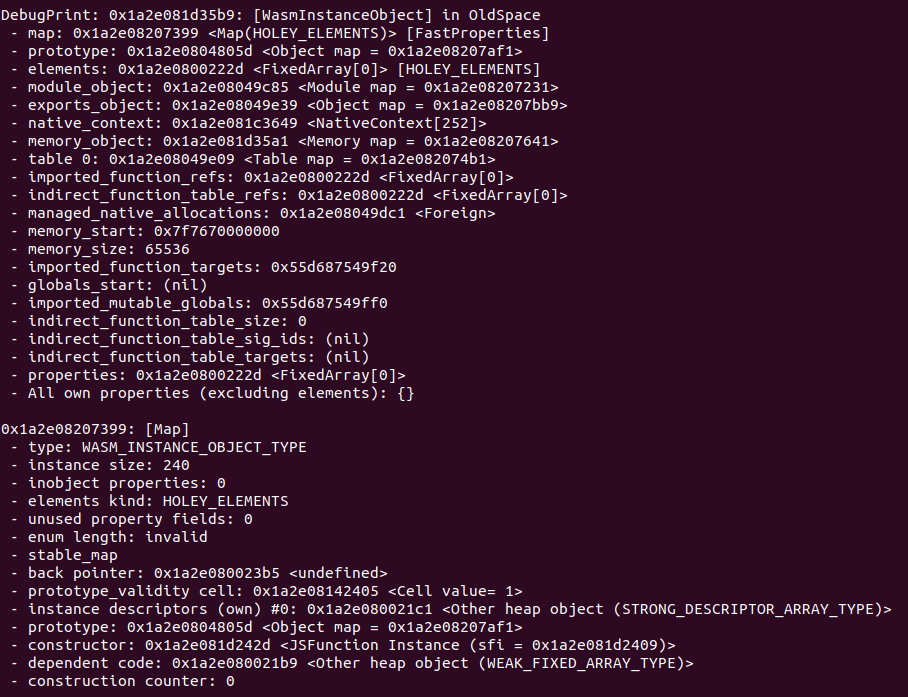 DebugPrint: 0x1a2e081d35b9: [WasmInstanceObject] in OldSpace
 - map: 0x1a2e08207399 <Map(HOLEY_ELEMENTS)> [FastProperties]
 - prototype: 0x1a2e0804805d <Object map = 0x1a2e08207af1>
 - elements: 0x1a2e0800222d <FixedArray[0]> [HOLEY_ELEMENTS]
 - module_object: 0x1a2e08049c85 <Module map = 0x1a2e08207231>
 - exports_object: 0x1a2e08049e39 <Object map = 0x1a2e08207bb9>
 - native_context: 0x1a2e081c3649 <NativeContext[252]>
 - memory_object: 0x1a2e081d35a1 <Memory map = 0x1a2e08207641>
 - table 0: 0x1a2e08049e09 <Table map = 0x1a2e082074b1>
 - imported_function_refs: 0x1a2e0800222d <FixedArray[0]>
 - indirect_function_table_refs: 0x1a2e0800222d <FixedArray[0]>
 - managed_native_allocations: 0x1a2e08049dc1 <Foreign>
 - memory_start: 0x7f7670000000
 - memory_size: 65536
 - imported_function_targets: 0x55d687549f20
 - globals_start: (nil)
 - imported_mutable_globals: 0x55d687549ff0
 - indirect_function_table_size: 0
 - indirect_function_table_sig_ids: (nil)
 - indirect_function_table_targets: (nil)
 - properties: 0x1a2e0800222d <FixedArray[0]>
 - All own properties (excluding elements): {}

0x1a2e08207399: [Map]
 - type: WASM_INSTANCE_OBJECT_TYPE
 - instance size: 240
 - inobject properties: 0
 - elements kind: HOLEY_ELEMENTS
 - unused property fields: 0
 - enum length: invalid
 - stable_map
 - back pointer: 0x1a2e080023b5 <undefined>
 - prototype_validity cell: 0x1a2e08142405 <Cell value= 1>
 - instance descriptors (own) #0: 0x1a2e080021c1 <Other heap object (STRONG_DESCRIPTOR_ARRAY_TYPE)>
 - prototype: 0x1a2e0804805d <Object map = 0x1a2e08207af1>
 - constructor: 0x1a2e081d242d <JSFunction Instance (sfi = 0x1a2e081d2409)>
 - dependent code: 0x1a2e080021b9 <Other heap object (WEAK_FIXED_ARRAY_TYPE)>
 - construction counter: 0